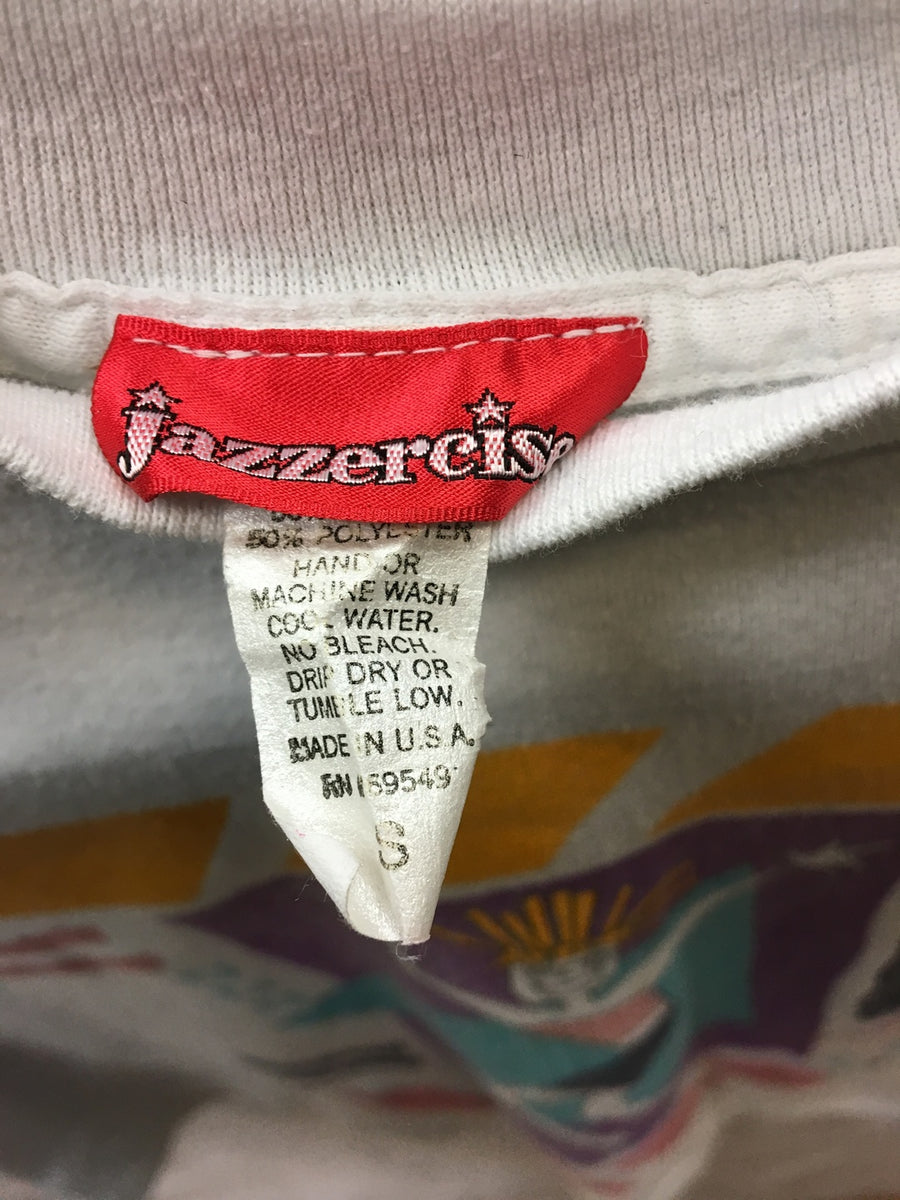 jazzercise
50% POLYESTER
HAND OR
MACHINE WASH
COOL WATER.
NO BLEACH.
DRIP DRY OR
TUMBLE LOW.
MADE IN U.S.A.
RN
S